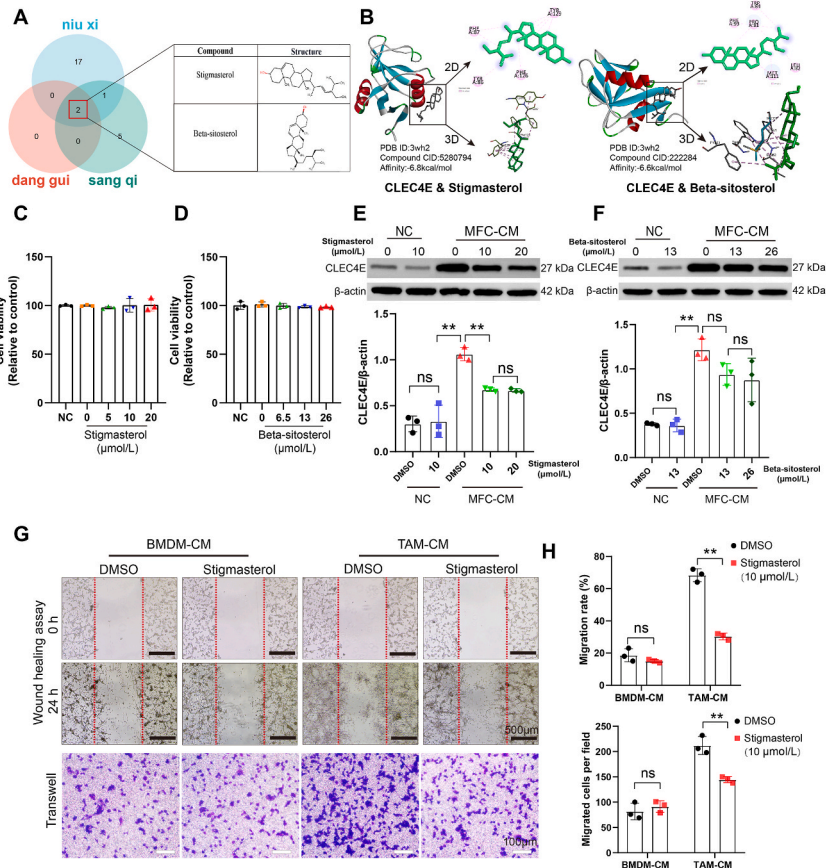 A
niu xi
17
0
1
2
0
0
5
dang gui
sang qi
Compound
Structure
Stigmasterol
Beta-sitosterol
B
2D
3D
PDB ID:3wh2
Compound CID:5280794
Affinity:-6.8kcal/mol
CLEC4E & Stigmasterol
2D
3D
PDB ID:3wh2
Compound CID:222284
Affinity:-6.6kcal/mol
CLEC4E & Beta-sitosterol
C
Cell viability
(Relative to control)
150
100
50
0
NC 0 5 10 20
Stigmasterol
(μmol/L)
D
Cell viability
(Relative to control)
150
100
50
0
NC 0 6.5 13 26
Beta-sitosterol
(μmol/L)
E
NC MFC-CM
Stigmasterol
(μmol/L)
0 10 0 10 20
CLEC4E 27 kDa
β-actin 42 kDa
CLEC4E/β-actin
1.5
1.0
0.5
0.0
ns ** ** ns
DMSO 10 DMSO 10 20
Stigmasterol
(μmol/L)
NC MFC-CM
F
NC MFC-CM
Beta-sitosterol
(μmol/L)
0 13 0 13 26
CLEC4E 27 kDa
β-actin 42 kDa
CLEC4E/β-actin
1.5
1.0
0.5
0.0
ns ** ns ns
DMSO 13 DMSO 13 26
Beta-sitosterol
(μmol/L)
NC MFC-CM
G
BMDM-CM TAM-CM
DMSO Stigmasterol DMSO Stigmasterol
Wound healing assay
0 h
24 h
500μm
Transwell
100μm
H
DMSO
Stigmasterol
(10 μmol/L)
Migration rate (%)
80
60
40
20
0
ns **
BMDM-CM TAM-CM
DMSO
Stigmasterol
(10 μmol/L)
Migrated cells per field
250
200
150
100
50
0
ns **
BMDM-CM TAM-CM